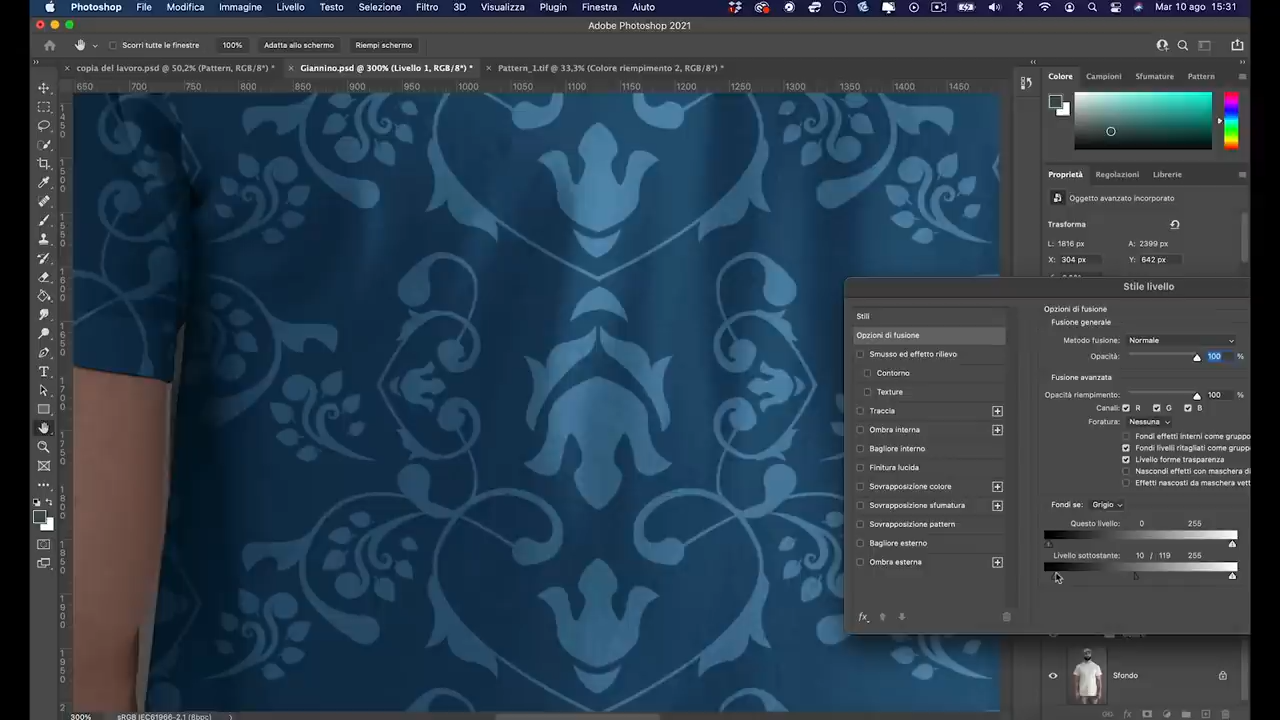 Photoshop File Modifica Immagine Livello Testo Selezione Filtro 3D Visualizza Plugin Finestra Aiuto Mar 10 ago 15:31
Adobe Photoshop 2021
Scorri tutte le finestre 100% Adatta allo schermo Riempi schermo
copia del lavoro.psd @ 50,2% (Pattern, RGB/8*) * Giannino.psd @ 300% (Livello 1, RGB/8*) * Pattern_1.tif @ 33,3% (Colore riempimento 2, RGB/8*) *
650 700 750 800 850 900 950 1000 1050 1100 1150 1200 1250 1300 1350 1400 1450
Colore Campioni Sfumature Pattern
Proprietà Regolazioni Librerie
Oggetto avanzato incorporato
Trasforma
L: 1816 px A: 2399 px
X: 304 px Y: 642 px
Stile livello
Stili
Opzioni di fusione
Smusso ed effetto rilievo
Contorno
Texture
Traccia
Ombra interna
Bagliore interno
Finitura lucida
Sovrapposizione colore
Sovrapposizione sfumatura
Sovrapposizione pattern
Bagliore esterno
Ombra esterna
fx
Opzioni di fusione
Fusione generale
Metodo fusione: Normale
Opacità: 100 %
Fusione avanzata
Opacità riempimento: 100 %
Canali: R G B
Foratura: Nessuna
Fondi effetti interni come gruppo
Fondi livelli ritagliati come gruppo
Livello forme trasparenza
Nascondi effetti con maschera di
Effetti nascosti da maschera vett
Fondi se: Grigio
Questo livello: 0 255
Livello sottostante: 10 / 119 255
Sfondo
300% sRGB IEC61966-2.1 (8bpc)